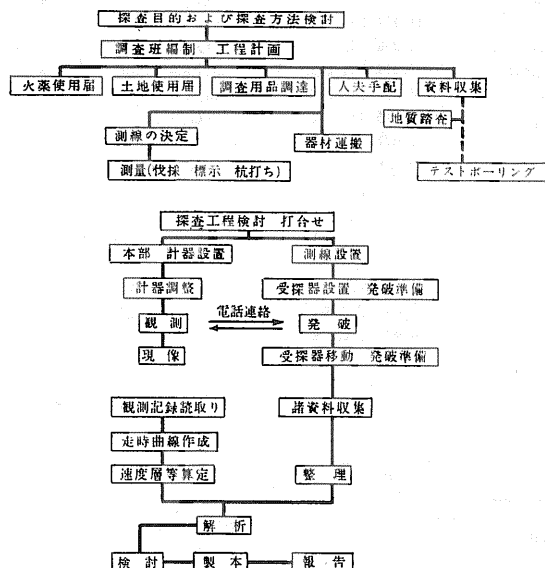 探査目的および探査方法検討
調査班編制 工程計画
火薬使用届 土地使用届 調査用品調達 人夫手配 資料収集
地質踏査
測線の決定
器材運搬
測量(伐採 標示 杭打ち)
テストボーリング
探査工程検討 打合せ
本部 計器設置
測線設置
計器調整
受振器設置 発破準備
電話連絡
観測
発破
現像
受振器移動 発破準備
観測記録読取り
諸資料収集
走時曲線作成
速度層等算定
整理
解析
検討
製本
報告